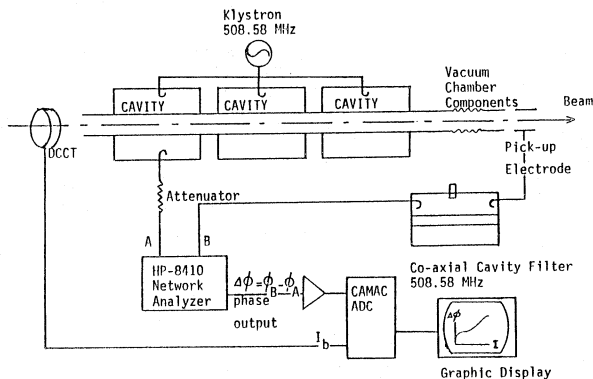 Klystron
508.58 MHz
CAVITY
CAVITY
CAVITY
Vacuum
Chamber
Components
Beam
DCCT
Pick-up
Electrode
Attenuator
A
B
HP-8410
Network
Analyzer
Δϕ=ϕB-ϕA
phase
output
CAMAC
ADC
Co-axial Cavity Filter
508.58 MHz
Ib
Δϕ
I
Graphic Display